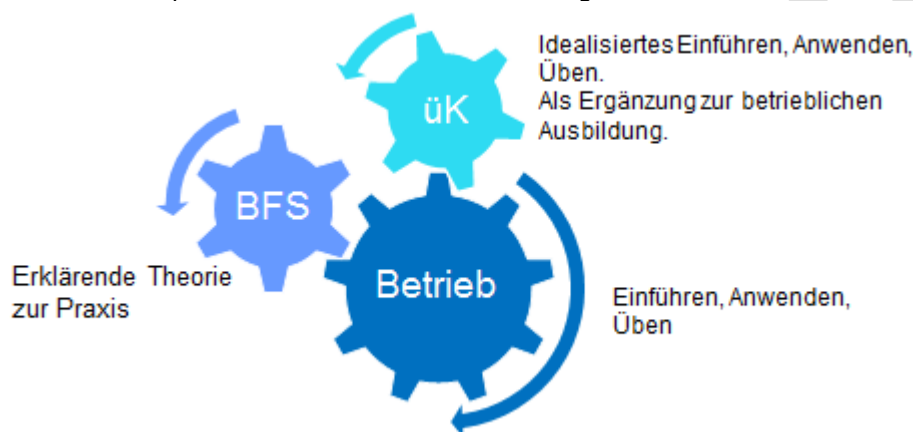 Idealisiertes Einführen, Anwenden,
Üben.
Als Ergänzung zur betrieblichen
Ausbildung.
üK
BFS
Betrieb
Erklärende Theorie
zur Praxis
Einführen, Anwenden,
Üben